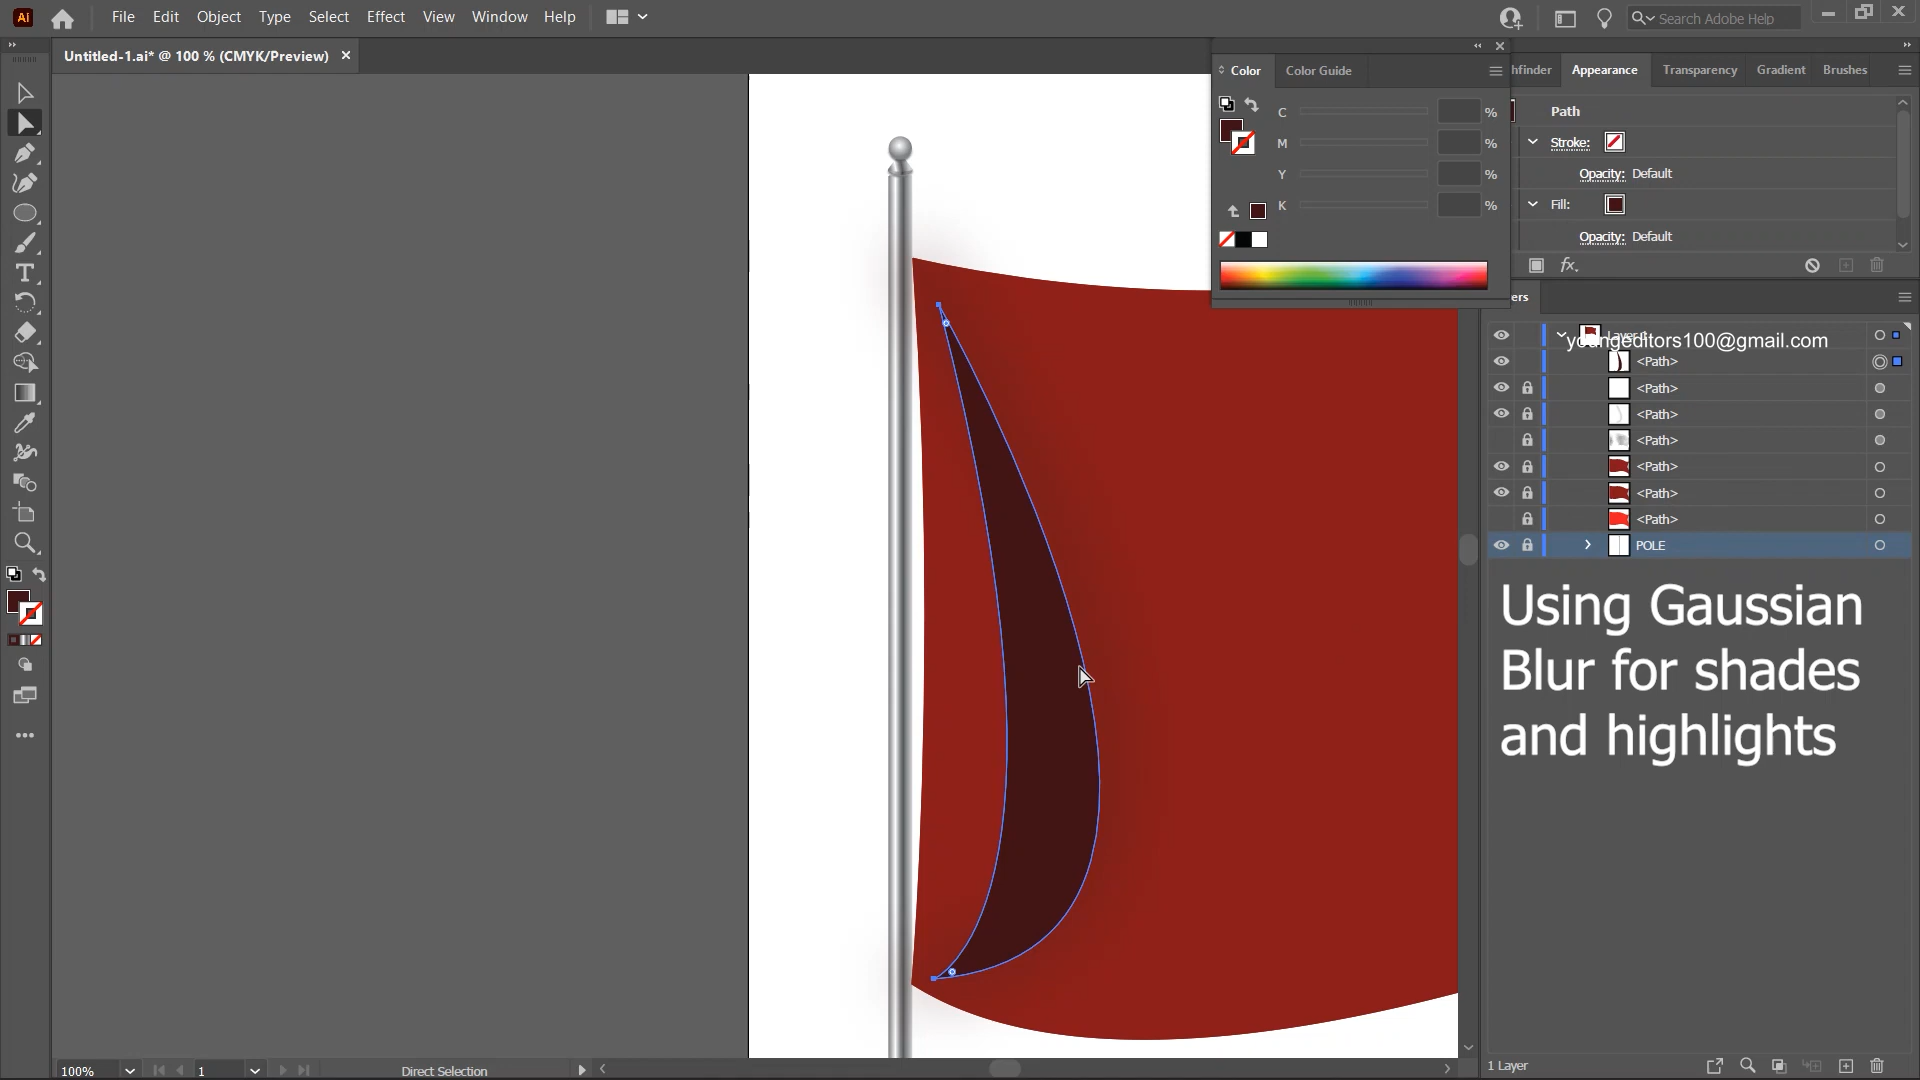 Ai File Edit Object Type Select Effect View Window Help Search Adobe Help
Untitled-1.ai* @ 100 % (CMYK/Preview)
Color Color Guide
hfinder Appearance Transparency Gradient Brushes
C %
M %
Y %
K %
Path
Stroke:
Opacity: Default
Fill:
Opacity: Default
fx.
ers
youngeditors100@gmail.com
<Path>
<Path>
<Path>
<Path>
<Path>
<Path>
<Path>
POLE
Using Gaussian
Blur for shades
and highlights
100% 1 Direct Selection
1 Layer